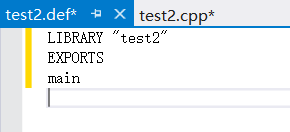 test2.def* test2.cpp*
LIBRARY "test2"
EXPORTS
main